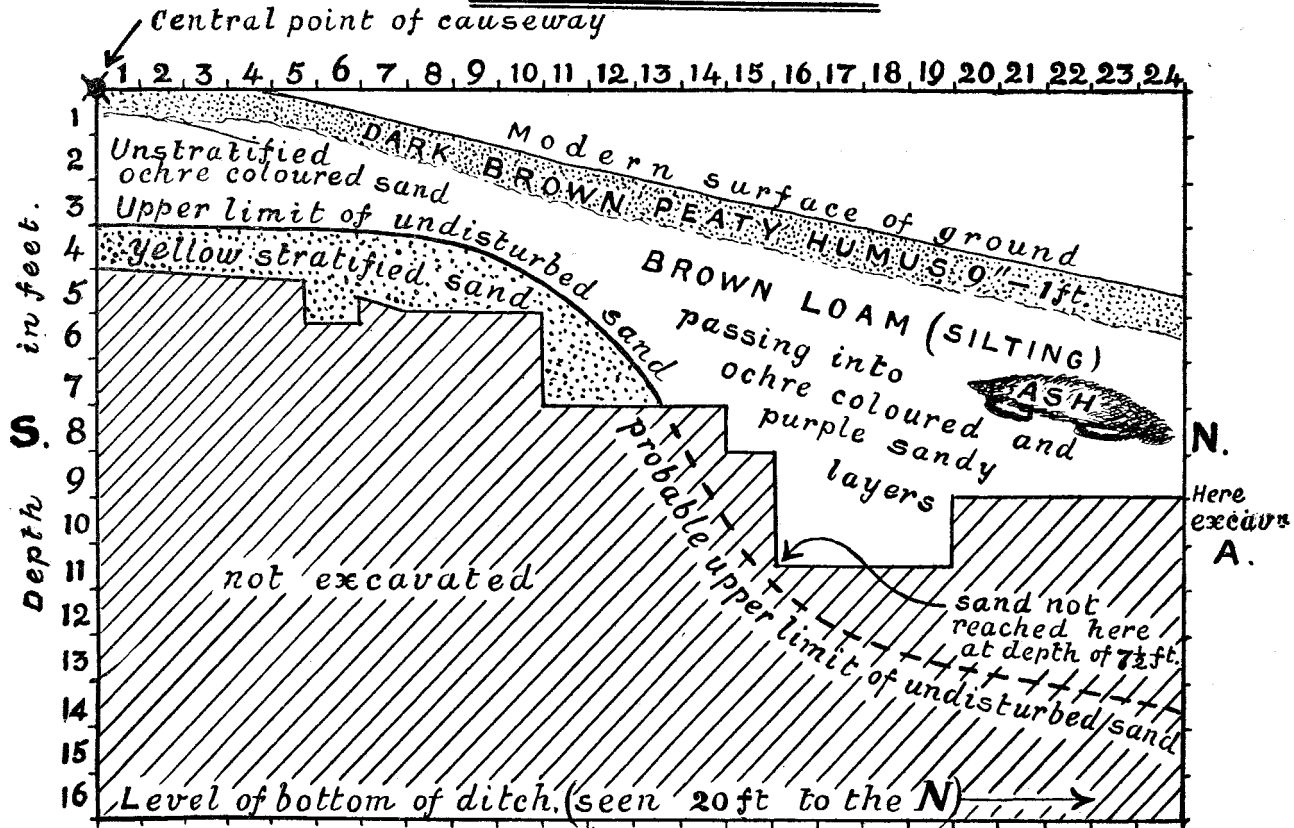 Central point of causeway
1 2 3 4 5 6 7 8 9 10 11 12 13 14 15 16 17 18 19 20 21 22 23 24
1
2
3
4
5
6
7
8
9
10
11
12
13
14
15
16
Depth in feet.
S.
N.
Modern surface of ground
DARK BROWN PEATY HUMUS 9" – 1ft.
Unstratified
ochre coloured sand
Upper limit of undisturbed sand
Yellow stratified sand
BROWN LOAM (SILTING)
passing into
ochre coloured and
purple sandy
layers
ASH
Here
excavⁿ
A.
probable upper limit of undisturbed sand
not excavated
sand not
reached here
at depth of 7½ ft.
Level of bottom of ditch, (seen 20 ft to the N)